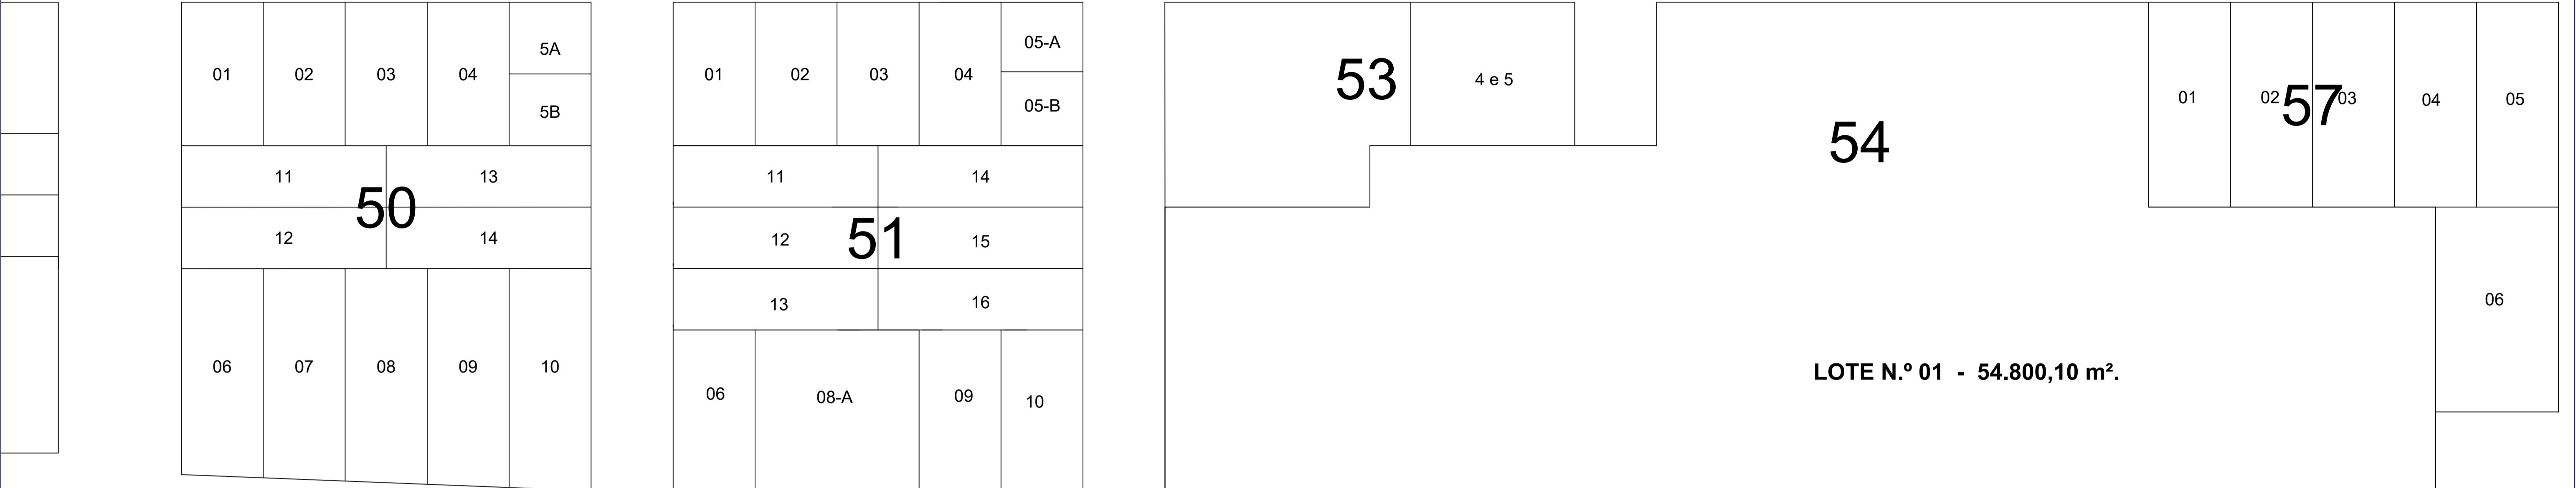 01 02 03 04 5A
5B
11 13
50
12 14
06 07 08 09 10
01 02 03 04 05-A
05-B
11 14
51
12 15
13 16
06 08-A 09 10
53
4 e 5
54
LOTE N.º 01 - 54.800,10 m².
57
01 02 03 04 05
06